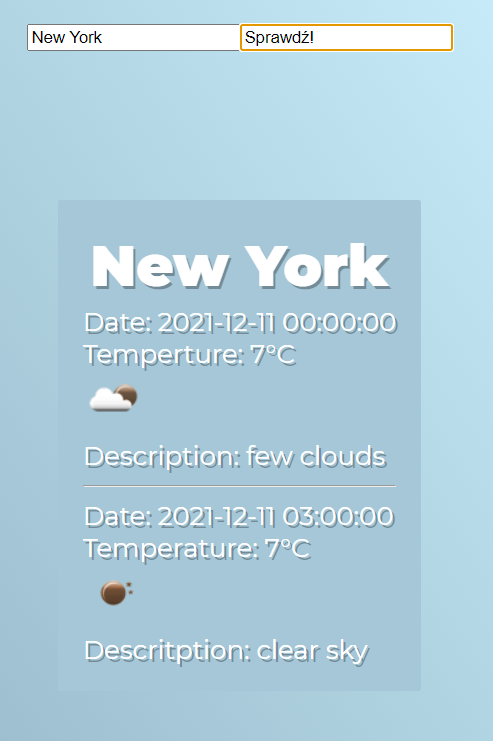 New York Sprawdź!
New York
Date: 2021-12-11 00:00:00
Temperture: 7°C
Description: few clouds
Date: 2021-12-11 03:00:00
Temperature: 7°C
Descritption: clear sky